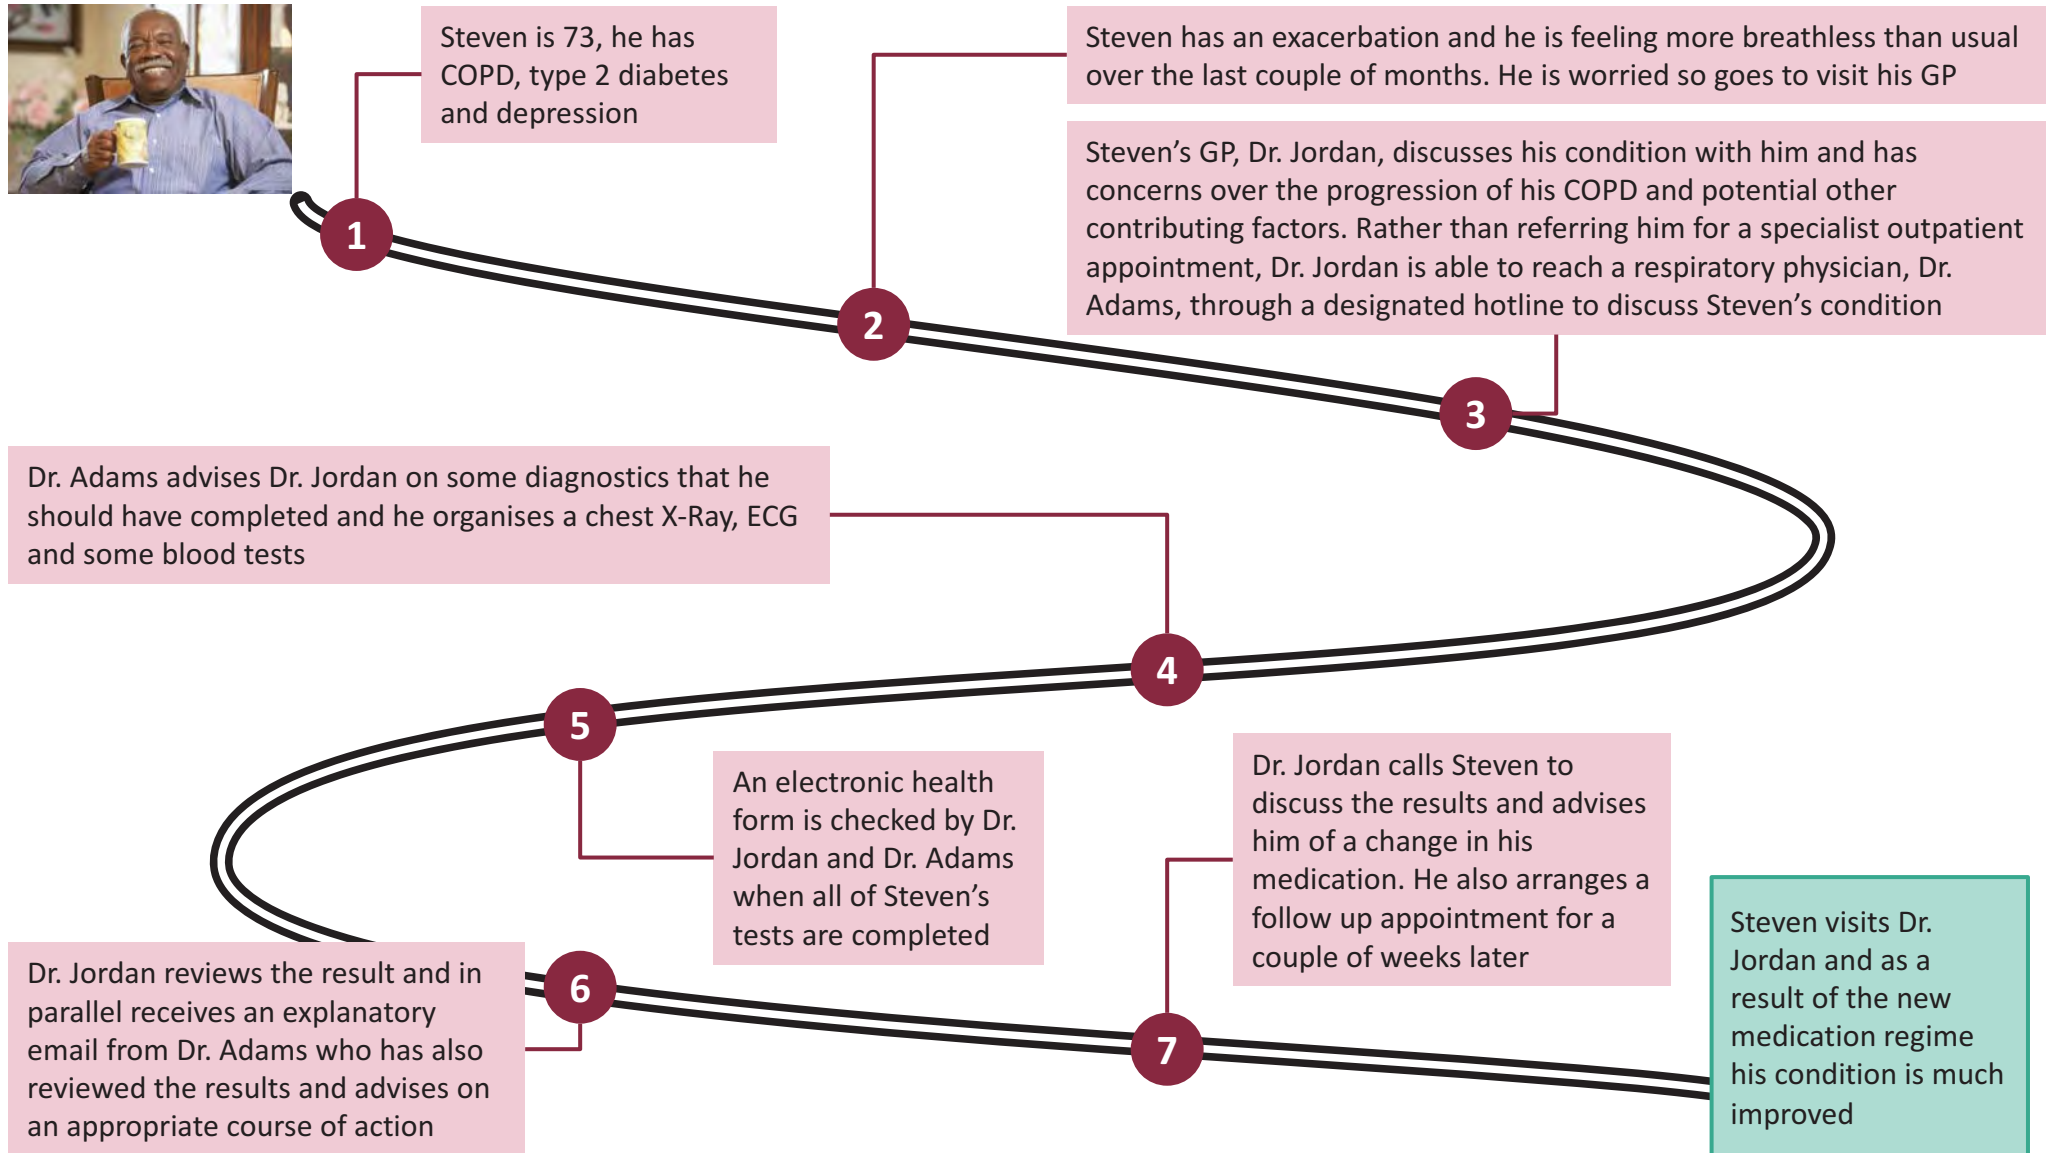 Steven is 73, he has
COPD, type 2 diabetes
and depression
1
Steven has an exacerbation and he is feeling more breathless than usual
over the last couple of months. He is worried so goes to visit his GP
2
Steven’s GP, Dr. Jordan, discusses his condition with him and has
concerns over the progression of his COPD and potential other
contributing factors. Rather than referring him for a specialist outpatient
appointment, Dr. Jordan is able to reach a respiratory physician, Dr.
Adams, through a designated hotline to discuss Steven’s condition
3
Dr. Adams advises Dr. Jordan on some diagnostics that he
should have completed and he organises a chest X-Ray, ECG
and some blood tests
4
5
An electronic health
form is checked by Dr.
Jordan and Dr. Adams
when all of Steven’s
tests are completed
Dr. Jordan reviews the result and in
parallel receives an explanatory
email from Dr. Adams who has also
reviewed the results and advises on
an appropriate course of action
6
Dr. Jordan calls Steven to
discuss the results and advises
him of a change in his
medication. He also arranges a
follow up appointment for a
couple of weeks later
7
Steven visits Dr.
Jordan and as a
result of the new
medication regime
his condition is much
improved